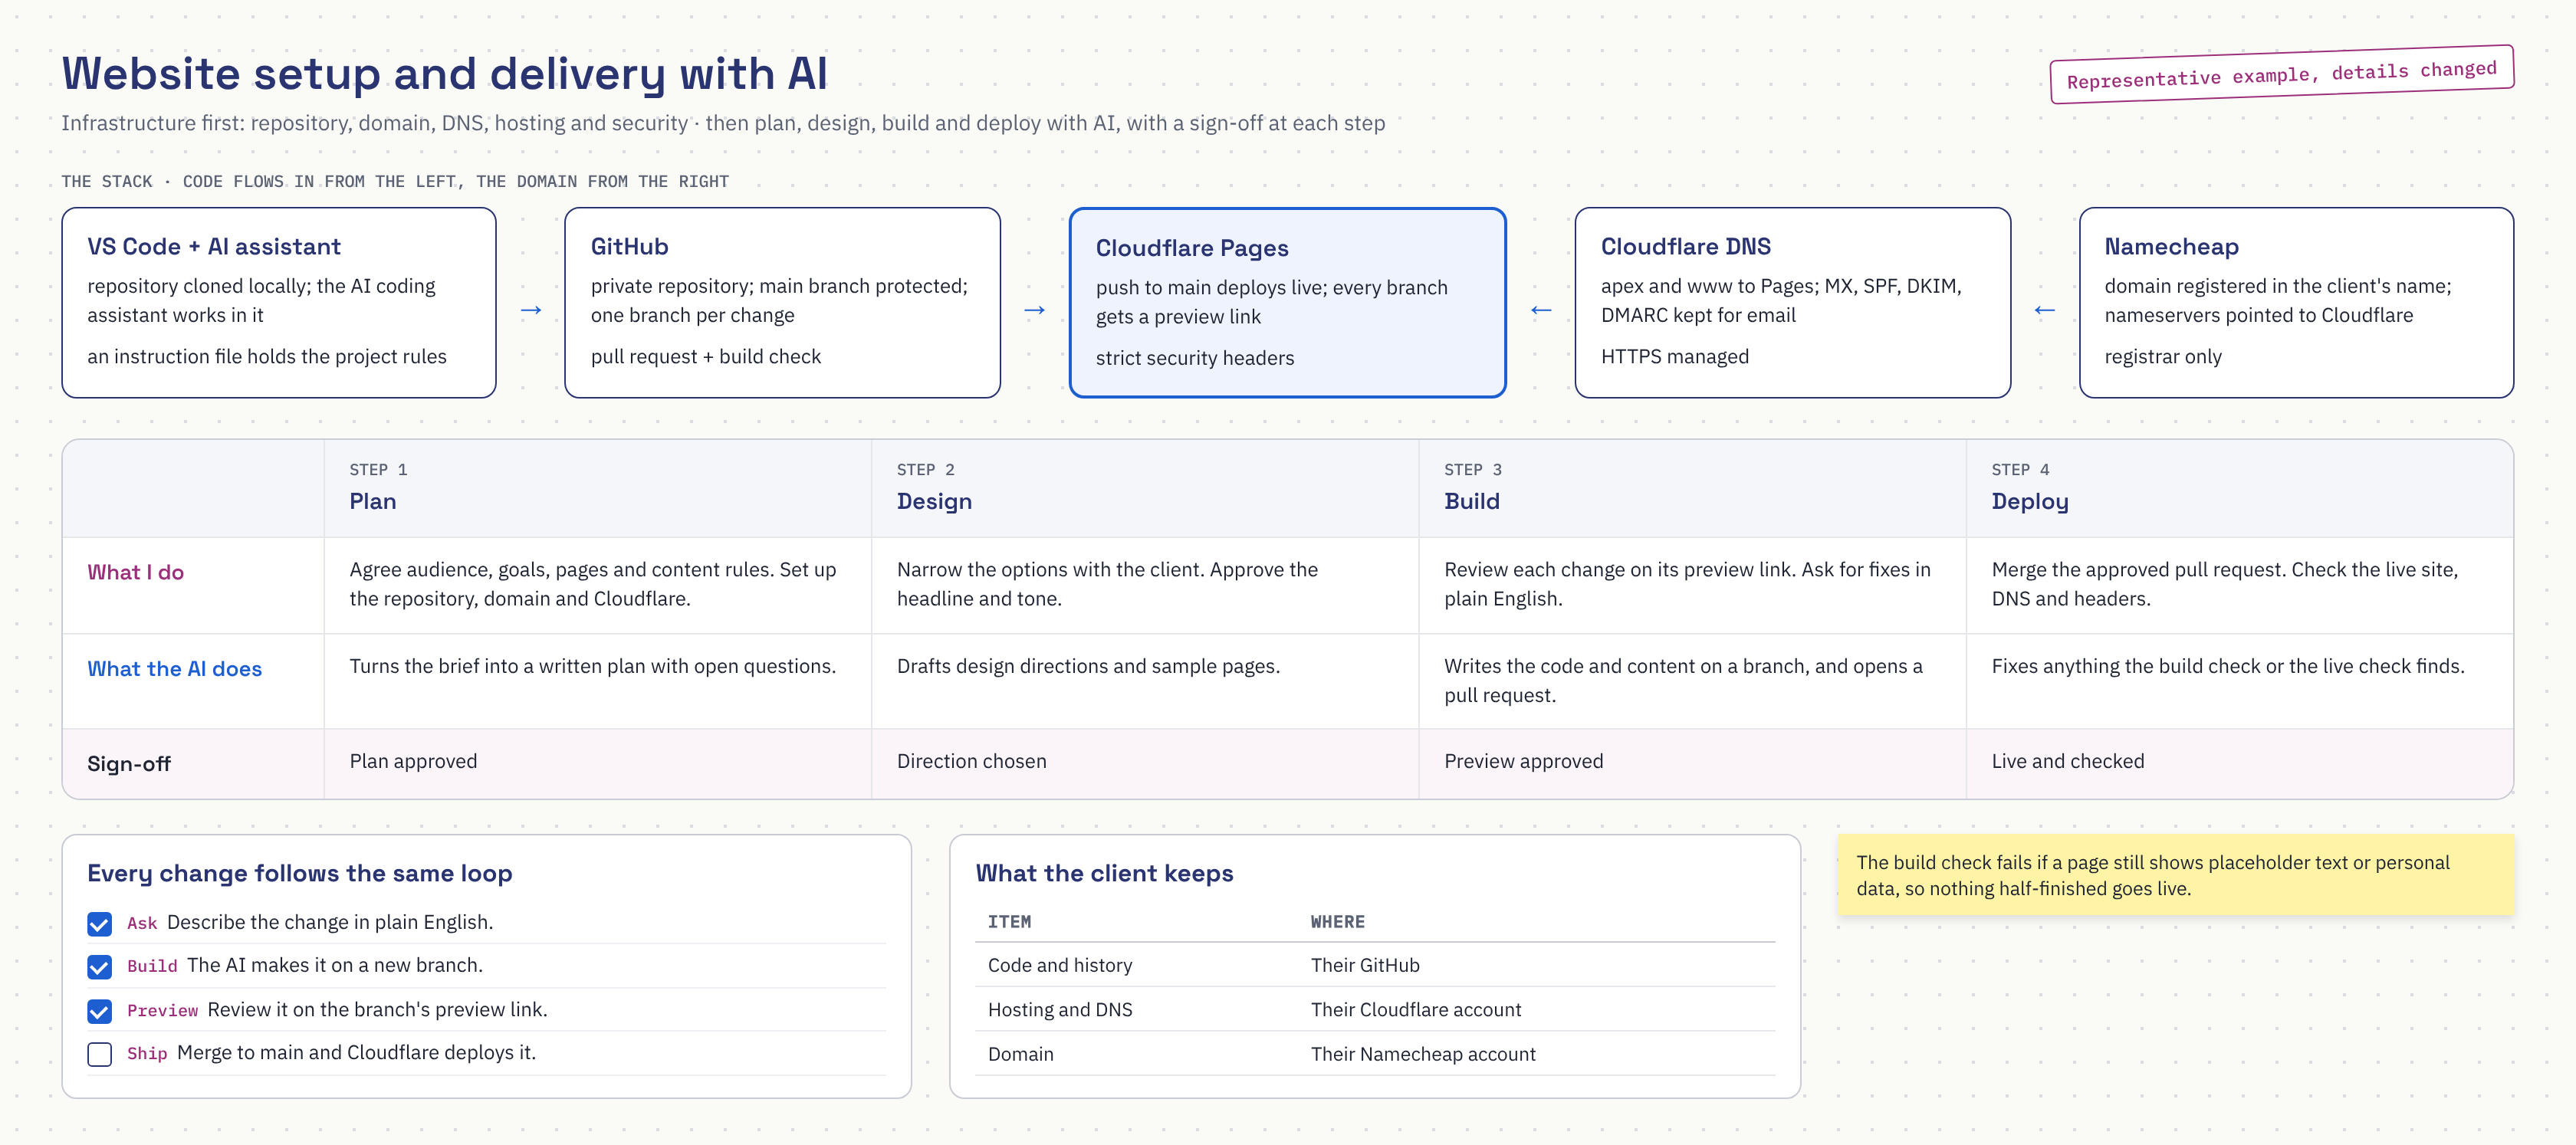 Website setup and delivery with AI
Representative example, details changed
Infrastructure first: repository, domain, DNS, hosting and security · then plan, design, build and deploy with AI, with a sign-off at each step
THE STACK · CODE FLOWS IN FROM THE LEFT, THE DOMAIN FROM THE RIGHT
VS Code + AI assistant
repository cloned locally; the AI coding
assistant works in it
an instruction file holds the project rules
→
GitHub
private repository; main branch protected;
one branch per change
pull request + build check
→
Cloudflare Pages
push to main deploys live; every branch
gets a preview link
strict security headers
←
Cloudflare DNS
apex and www to Pages; MX, SPF, DKIM,
DMARC kept for email
HTTPS managed
←
Namecheap
domain registered in the client's name;
nameservers pointed to Cloudflare
registrar only
STEP 1
Plan
STEP 2
Design
STEP 3
Build
STEP 4
Deploy
What I do
Agree audience, goals, pages and content rules. Set up
the repository, domain and Cloudflare.
Narrow the options with the client. Approve the
headline and tone.
Review each change on its preview link. Ask for fixes in
plain English.
Merge the approved pull request. Check the live site,
DNS and headers.
What the AI does
Turns the brief into a written plan with open questions.
Drafts design directions and sample pages.
Writes the code and content on a branch, and opens a
pull request.
Fixes anything the build check or the live check finds.
Sign-off
Plan approved
Direction chosen
Preview approved
Live and checked
Every change follows the same loop
Ask Describe the change in plain English.
Build The AI makes it on a new branch.
Preview Review it on the branch's preview link.
Ship Merge to main and Cloudflare deploys it.
What the client keeps
ITEM WHERE
Code and history Their GitHub
Hosting and DNS Their Cloudflare account
Domain Their Namecheap account
The build check fails if a page still shows placeholder text or personal
data, so nothing half-finished goes live.